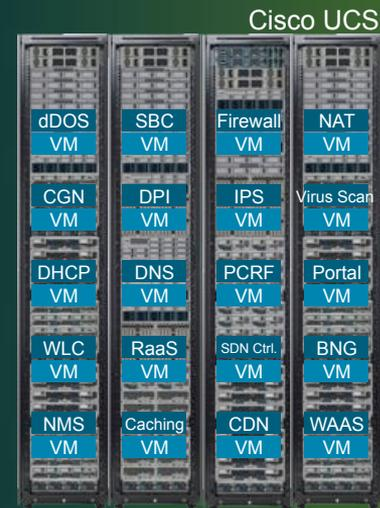 Cisco UCS
dDOS SBC Firewall NAT
VM VM VM VM
CGN DPI IPS Virus Scan
VM VM VM VM
DHCP DNS PCRF Portal
VM VM VM VM
WLC RaaS SDN Ctrl. BNG
VM VM VM VM
NMS Caching CDN WAAS
VM VM VM VM